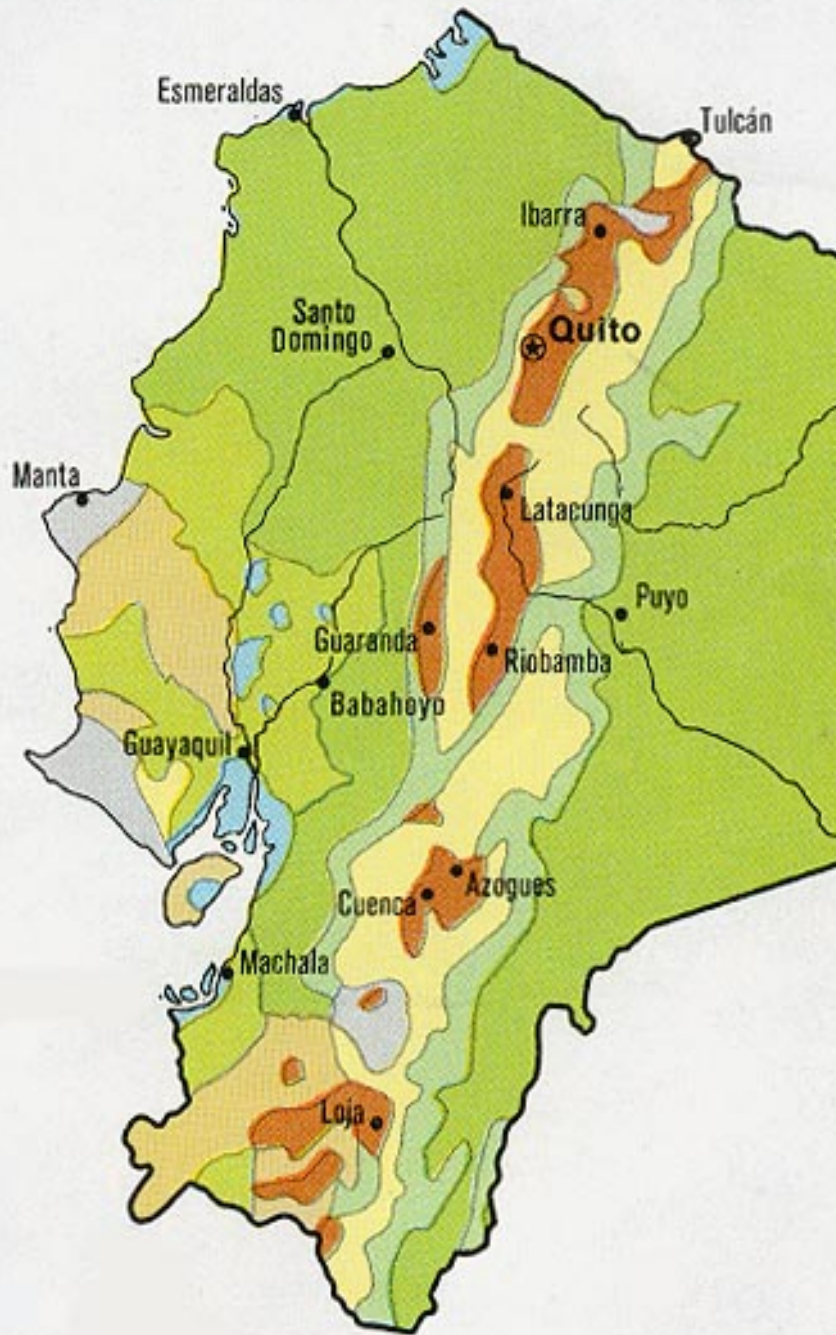 Esmeraldas
Tulcán
Ibarra
Santo
Domingo
Quito
Manta
Latacunga
Puyo
Guaranda
Riobamba
Babahoyo
Guayaquil
Azogues
Cuenca
Machala
Loja